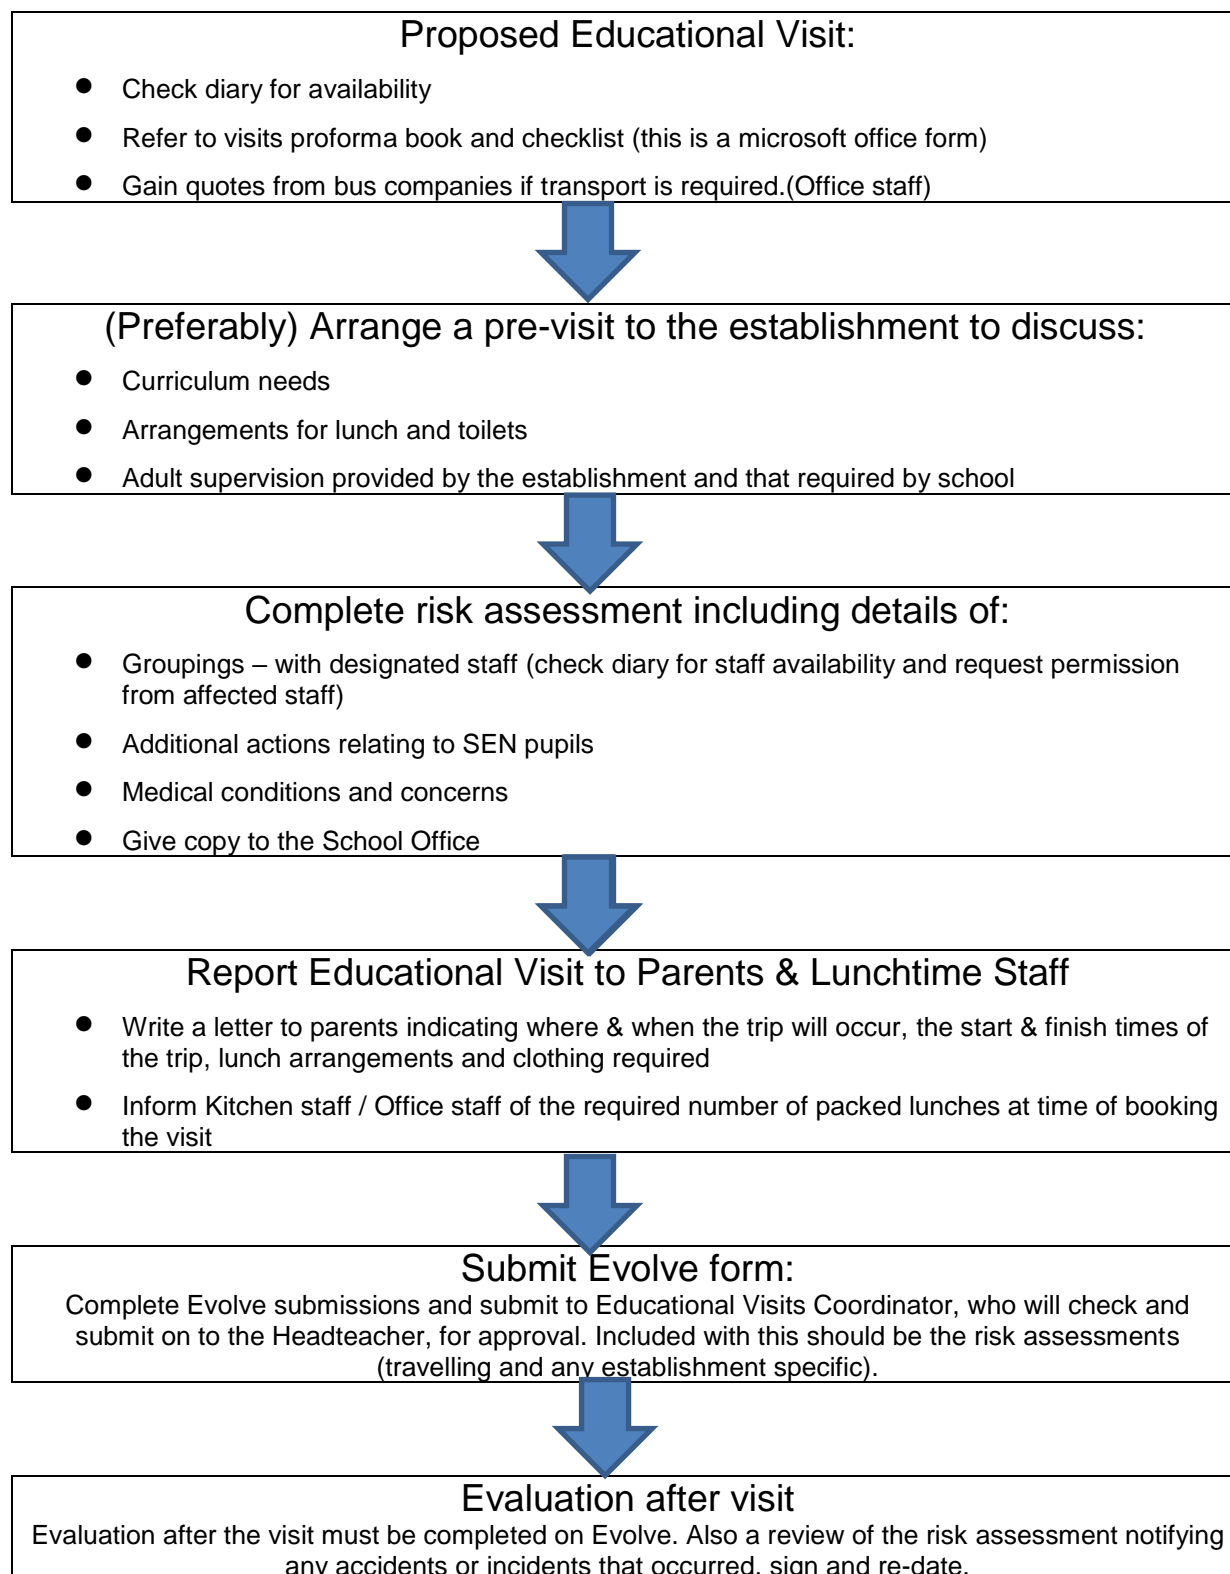 Proposed Educational Visit:
● Check diary for availability
● Refer to visits proforma book and checklist (this is a microsoft office form)
● Gain quotes from bus companies if transport is required.(Office staff)
(Preferably) Arrange a pre-visit to the establishment to discuss:
● Curriculum needs
● Arrangements for lunch and toilets
● Adult supervision provided by the establishment and that required by school
Complete risk assessment including details of:
● Groupings – with designated staff (check diary for staff availability and request permission
from affected staff)
● Additional actions relating to SEN pupils
● Medical conditions and concerns
● Give copy to the School Office
Report Educational Visit to Parents & Lunchtime Staff
● Write a letter to parents indicating where & when the trip will occur, the start & finish times of
the trip, lunch arrangements and clothing required
● Inform Kitchen staff / Office staff of the required number of packed lunches at time of booking
the visit
Submit Evolve form:
Complete Evolve submissions and submit to Educational Visits Coordinator, who will check and
submit on to the Headteacher, for approval. Included with this should be the risk assessments
(travelling and any establishment specific).
Evaluation after visit
Evaluation after the visit must be completed on Evolve. Also a review of the risk assessment notifying
any accidents or incidents that occurred, sign and re-date.